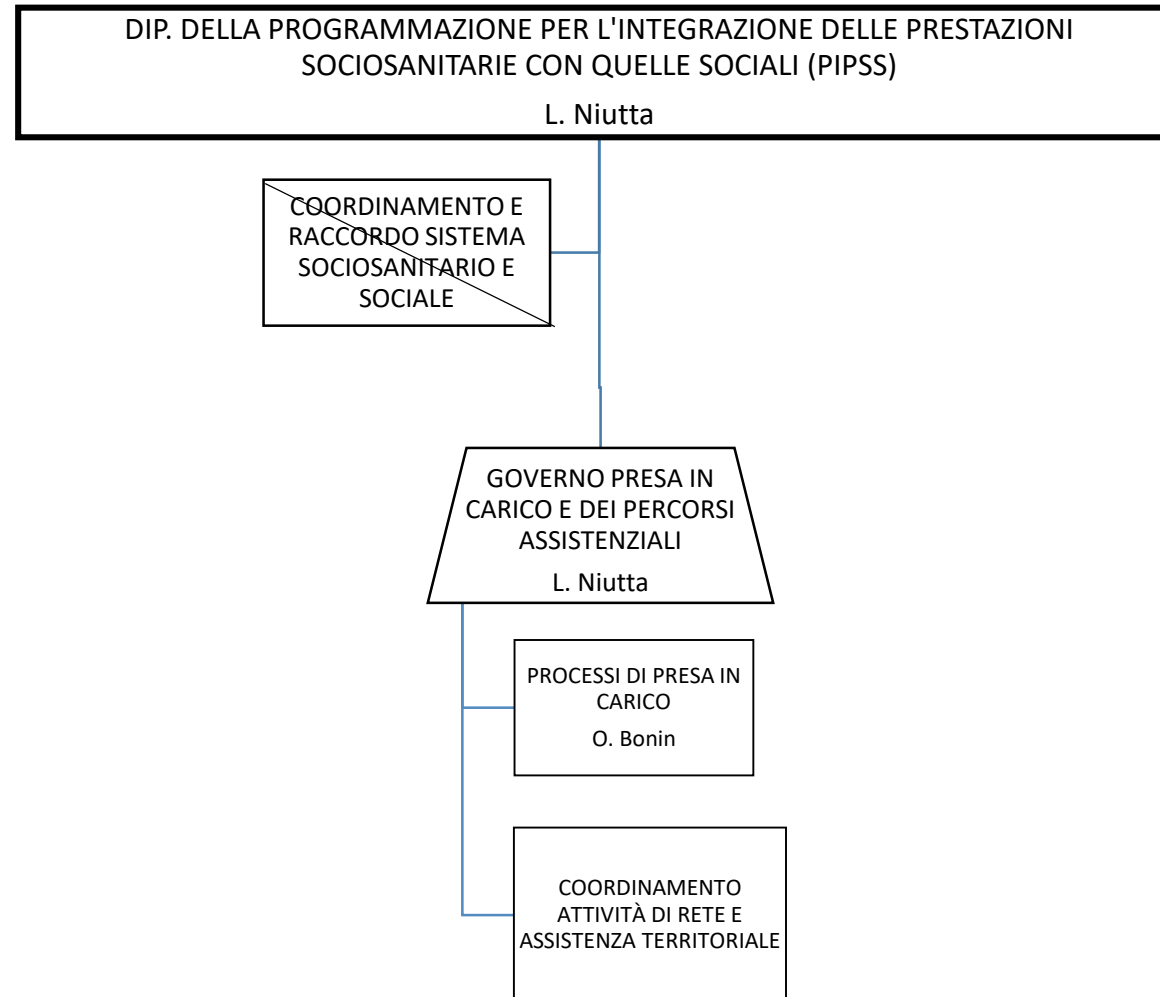 DIP. DELLA PROGRAMMAZIONE PER L'INTEGRAZIONE DELLE PRESTAZIONI
SOCIOSANITARIE CON QUELLE SOCIALI (PIPSS)
L. Niutta
COORDINAMENTO E
RACCORDO SISTEMA
SOCIOSANITARIO E
SOCIALE
GOVERNO PRESA IN
CARICO E DEI PERCORSI
ASSISTENZIALI
L. Niutta
PROCESSI DI PRESA IN
CARICO
O. Bonin
COORDINAMENTO
ATTIVITÀ DI RETE E
ASSISTENZA TERRITORIALE